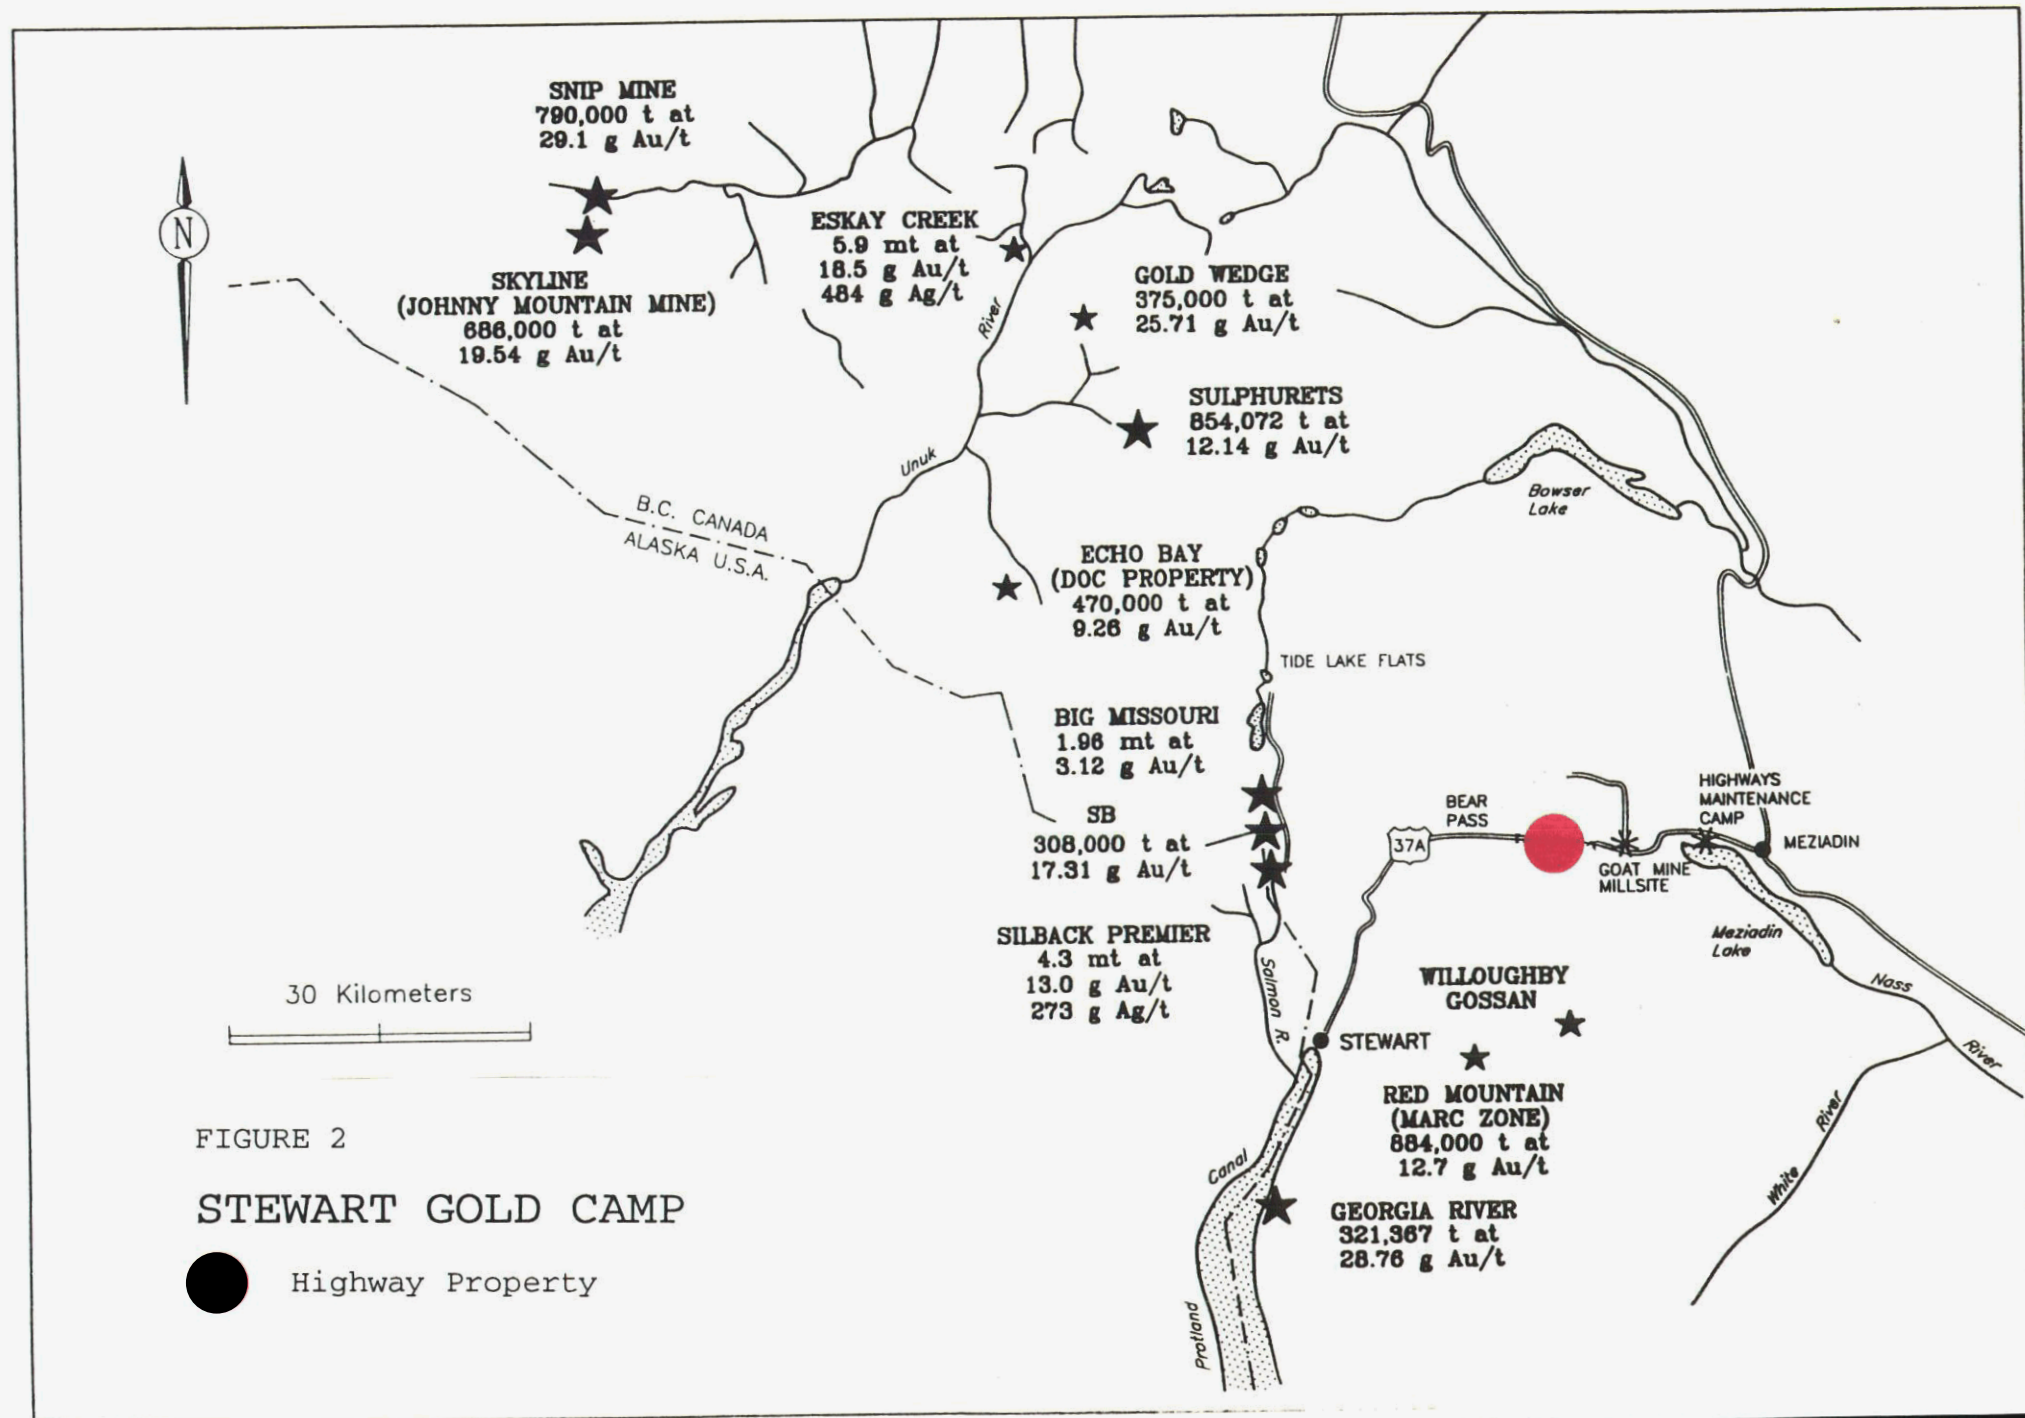 SNIP MINE
790,000 t at
29.1 g Au/t
N
ESKAY CREEK
5.9 mt at
18.5 g Au/t
484 g Ag/t
SKYLINE
(JOHNNY MOUNTAIN MINE)
686,000 t at
19.54 g Au/t
GOLD WEDGE
375,000 t at
25.71 g Au/t
River
Unuk
SULPHURETS
854,072 t at
12.14 g Au/t
Bowser
Lake
B.C. CANADA
ALASKA U.S.A.
ECHO BAY
(DOC PROPERTY)
470,000 t at
9.26 g Au/t
TIDE LAKE FLATS
BIG MISSOURI
1.96 mt at
3.12 g Au/t
SB
308,000 t at
17.31 g Au/t
BEAR
PASS
37A
HIGHWAYS
MAINTENANCE
CAMP
MEZIADIN
GOAT MINE
MILLSITE
Meziadin
Lake
SILBACK PREMIER
4.3 mt at
13.0 g Au/t
273 g Ag/t
Salmon R.
WILLOUGHBY
GOSSAN
Nass
River
STEWART
RED MOUNTAIN
(MARC ZONE)
884,000 t at
12.7 g Au/t
White River
Canal
GEORGIA RIVER
321,367 t at
28.76 g Au/t
Protland
30 Kilometers
FIGURE 2
STEWART GOLD CAMP
Highway Property